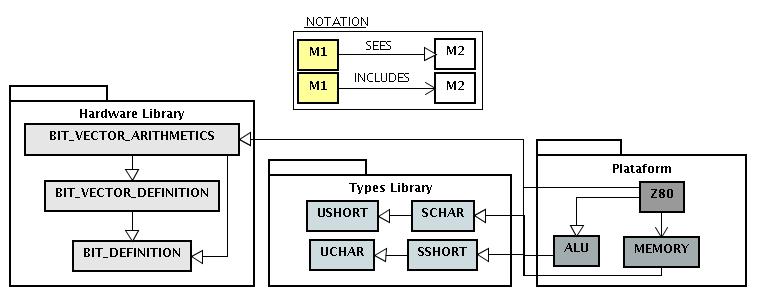 NOTATION
M1 SEES M2
M1 INCLUDES M2
Hardware Library
BIT_VECTOR_ARITHMETICS
BIT_VECTOR_DEFINITION
BIT_DEFINITION
Types Library
USHORT SCHAR
UCHAR SSHORT
Plataform
Z80
ALU MEMORY